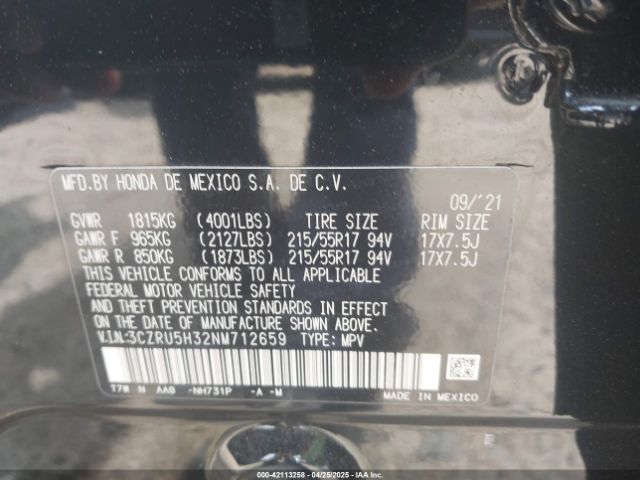 MFD.BY HONDA DE MEXICO S.A. DE C.V.
09/'21
GVWR 1815KG (4001LBS) TIRE SIZE RIM SIZE
GAWR F 965KG (2127LBS) 215/55R17 94V 17X7.5J
GAWR R 850KG (1873LBS) 215/55R17 94V 17X7.5J
THIS VEHICLE CONFORMS TO ALL APPLICABLE
FEDERAL MOTOR VEHICLE SAFETY
AND THEFT PREVENTION STANDARDS IN EFFECT
ON THE DATE OF MANUFACTURE SHOWN ABOVE.
V.I.N:3CZRU5H32NM712659 TYPE: MPV
T7W N AAB -NH731P -A -M
MADE IN MEXICO
000-42113258 - 04/25/2025 - IAA Inc.